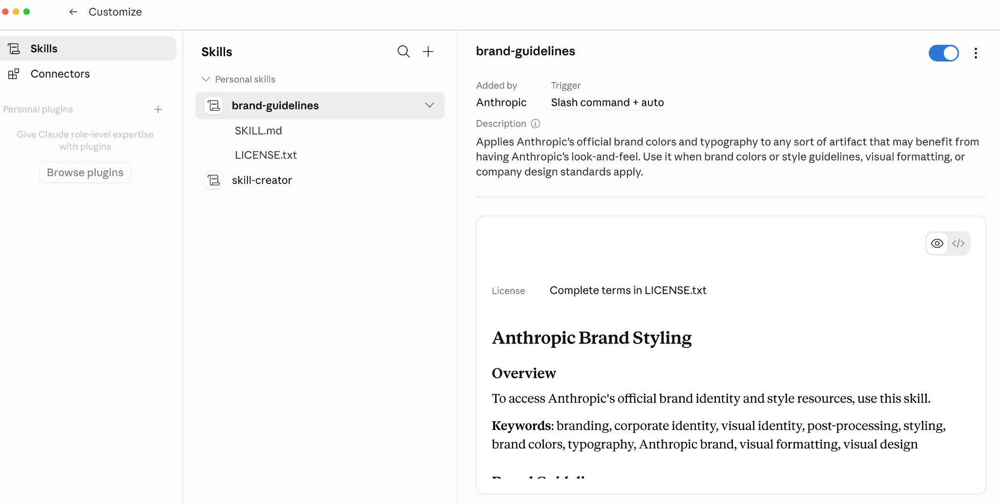 Customize
Skills
Connectors
Personal plugins
Give Claude role-level expertise
with plugins
Browse plugins
Skills
Personal skills
brand-guidelines
SKILL.md
LICENSE.txt
skill-creator
brand-guidelines
Added by
Trigger
Anthropic
Slash command + auto
Description
Applies Anthropic's official brand colors and typography to any sort of artifact that may benefit from
having Anthropic's look-and-feel. Use it when brand colors or style guidelines, visual formatting, or
company design standards apply.
License
Complete terms in LICENSE.txt
Anthropic Brand Styling
Overview
To access Anthropic's official brand identity and style resources, use this skill.
Keywords: branding, corporate identity, visual identity, post-processing, styling,
brand colors, typography, Anthropic brand, visual formatting, visual design